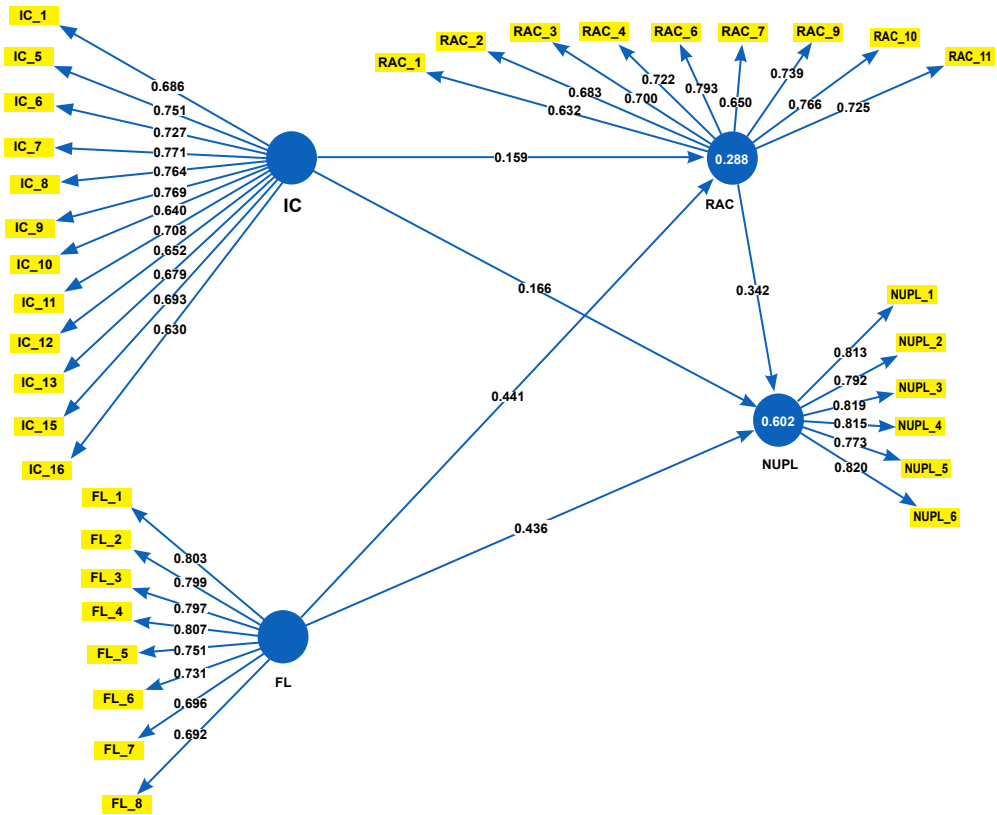 IC_1
IC_5
IC_6
IC_7
IC_8
IC_9
IC_10
IC_11
IC_12
IC_13
IC_15
IC_16
0.686
0.751
0.727
0.771
0.764
0.769
0.640
0.708
0.652
0.679
0.693
0.630
IC
RAC_1
RAC_2
RAC_3
RAC_4
RAC_6
RAC_7
RAC_9
RAC_10
RAC_11
0.632
0.683
0.700
0.722
0.793
0.650
0.739
0.766
0.725
0.288
RAC
0.159
0.166
0.342
0.441
0.436
NUPL_1
NUPL_2
NUPL_3
NUPL_4
NUPL_5
NUPL_6
0.813
0.792
0.819
0.815
0.773
0.820
0.602
NUPL
FL_1
FL_2
FL_3
FL_4
FL_5
FL_6
FL_7
FL_8
0.803
0.799
0.797
0.807
0.751
0.731
0.696
0.692
FL